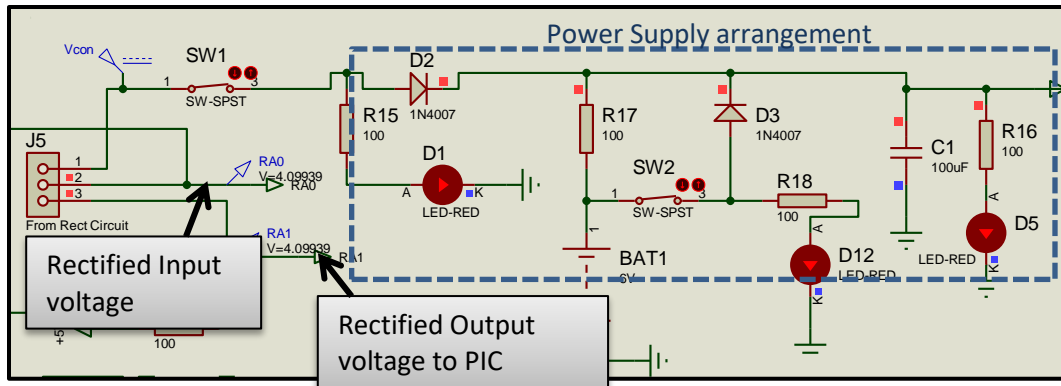 Power Supply arrangement
Vcon
SW1
1
3
SW-SPST
D2
1N4007
R15
100
R17
100
D3
1N4007
C1
100uF
R16
100
J5
1
2
3
From Rect Circuit
RA0
V=4.09939
RA0
D1
A
K
LED-RED
SW2
1
3
SW-SPST
R18
100
A
D5
LED-RED
K
RA1
V=4.09939
RA1
1
BAT1
6V
A
D12
LED-RED
K
Rectified Input
voltage
Rectified Output
voltage to PIC
+5
100